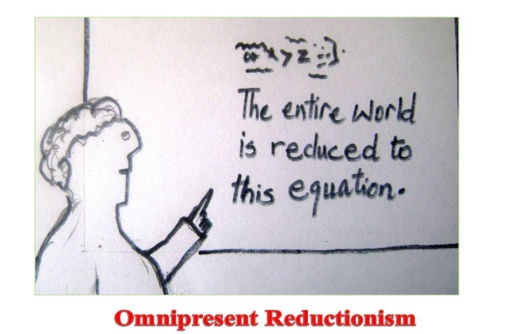 The entire world
is reduced to
this equation.
Omnipresent Reductionism